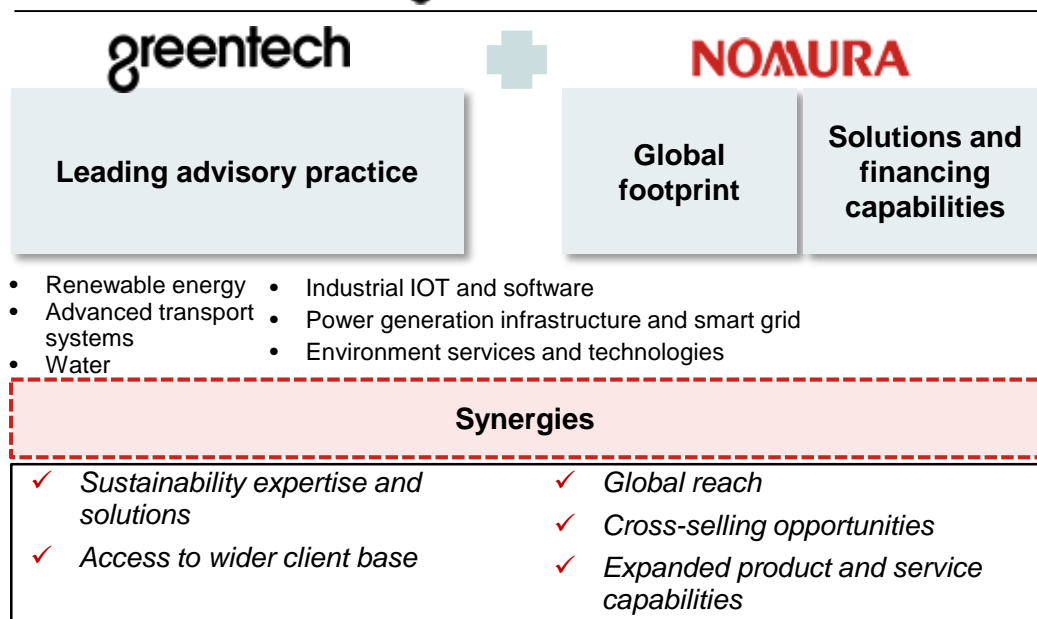 greentech
NOMURA
Leading advisory practice
Global
footprint
Solutions and
financing
capabilities
• Renewable energy
• Advanced transport
systems
• Water
• Industrial IOT and software
• Power generation infrastructure and smart grid
• Environment services and technologies
Synergies
✓ Sustainability expertise and
solutions
✓ Access to wider client base
✓ Global reach
✓ Cross-selling opportunities
✓ Expanded product and service
capabilities